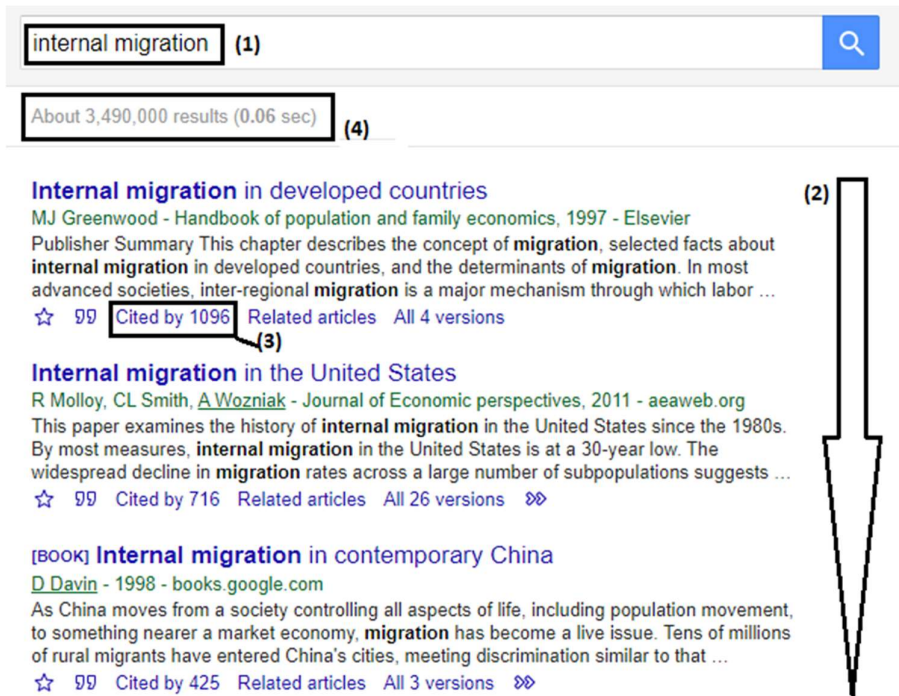 internal migration (1)
About 3,490,000 results (0.06 sec) (4)
(2)
Internal migration in developed countries
MJ Greenwood - Handbook of population and family economics, 1997 - Elsevier
Publisher Summary This chapter describes the concept of migration, selected facts about
internal migration in developed countries, and the determinants of migration. In most
advanced societies, inter-regional migration is a major mechanism through which labor ...
Cited by 1096 Related articles All 4 versions
(3)
Internal migration in the United States
R Molloy, CL Smith, A Wozniak - Journal of Economic perspectives, 2011 - aeaweb.org
This paper examines the history of internal migration in the United States since the 1980s.
By most measures, internal migration in the United States is at a 30-year low. The
widespread decline in migration rates across a large number of subpopulations suggests ...
Cited by 716 Related articles All 26 versions
[BOOK] Internal migration in contemporary China
D Davin - 1998 - books.google.com
As China moves from a society controlling all aspects of life, including population movement,
to something nearer a market economy, migration has become a live issue. Tens of millions
of rural migrants have entered China's cities, meeting discrimination similar to that ...
Cited by 425 Related articles All 3 versions